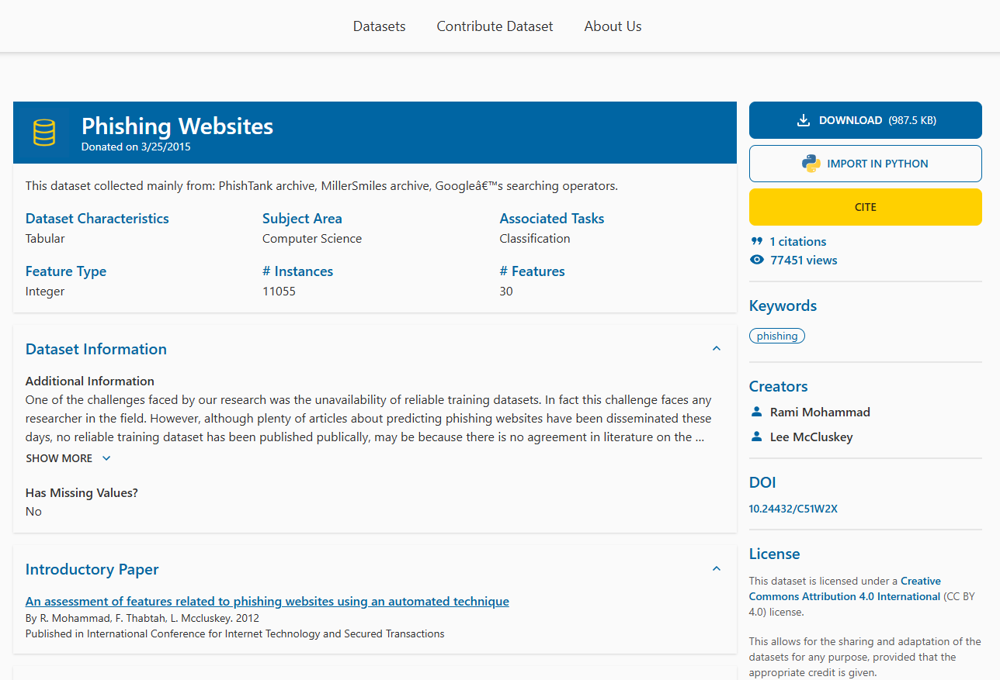 Datasets
Contribute Dataset
About Us
Phishing Websites
Donated on 3/25/2015
This dataset collected mainly from: PhishTank archive, MillerSmiles archive, Googleâ€™s searching operators.
Dataset Characteristics
Tabular
Subject Area
Computer Science
Associated Tasks
Classification
Feature Type
Integer
# Instances
11055
# Features
30
Dataset Information
Additional Information
One of the challenges faced by our research was the unavailability of reliable training datasets. In fact this challenge faces any
researcher in the field. However, although plenty of articles about predicting phishing websites have been disseminated these
days, no reliable training dataset has been published publically, may be because there is no agreement in literature on the ...
SHOW MORE
Has Missing Values?
No
Introductory Paper
An assessment of features related to phishing websites using an automated technique
By R. Mohammad, F. Thabtah, L. Mccluskey. 2012
Published in International Conference for Internet Technology and Secured Transactions
DOWNLOAD (987.5 KB)
IMPORT IN PYTHON
CITE
1 citations
77451 views
Keywords
phishing
Creators
Rami Mohammad
Lee McCluskey
DOI
10.24432/C51W2X
License
This dataset is licensed under a Creative
Commons Attribution 4.0 International (CC BY
4.0) license.
This allows for the sharing and adaptation of the
datasets for any purpose, provided that the
appropriate credit is given.